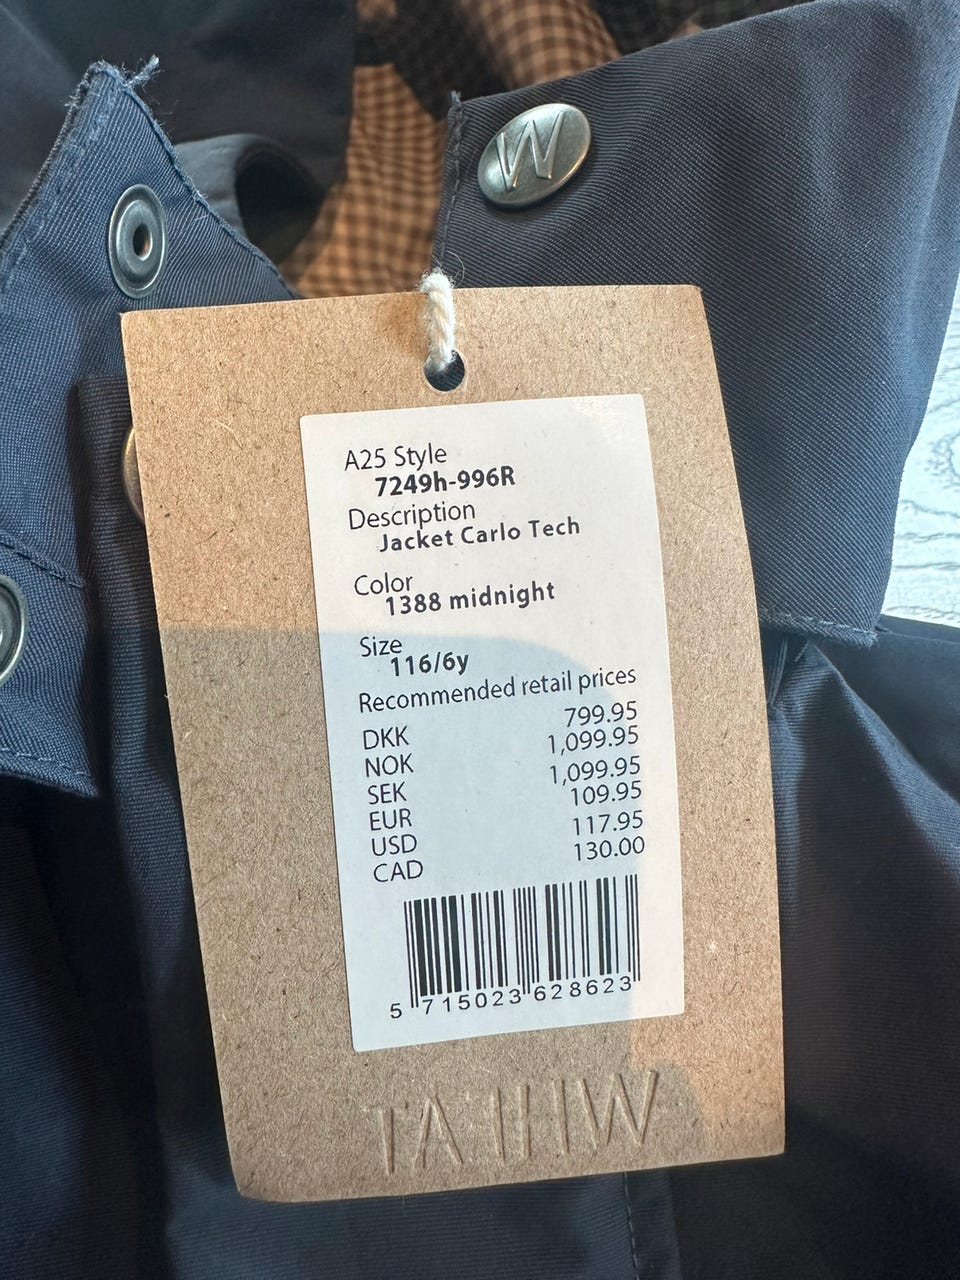 W
A25 Style
7249h-996R
Description
Jacket Carlo Tech
Color
1388 midnight
Size
116/6y
Recommended retail prices
DKK 799.95
NOK 1,099.95
SEK 1,099.95
EUR 109.95
USD 117.95
CAD 130.00
5 715023 628623
WHEAT